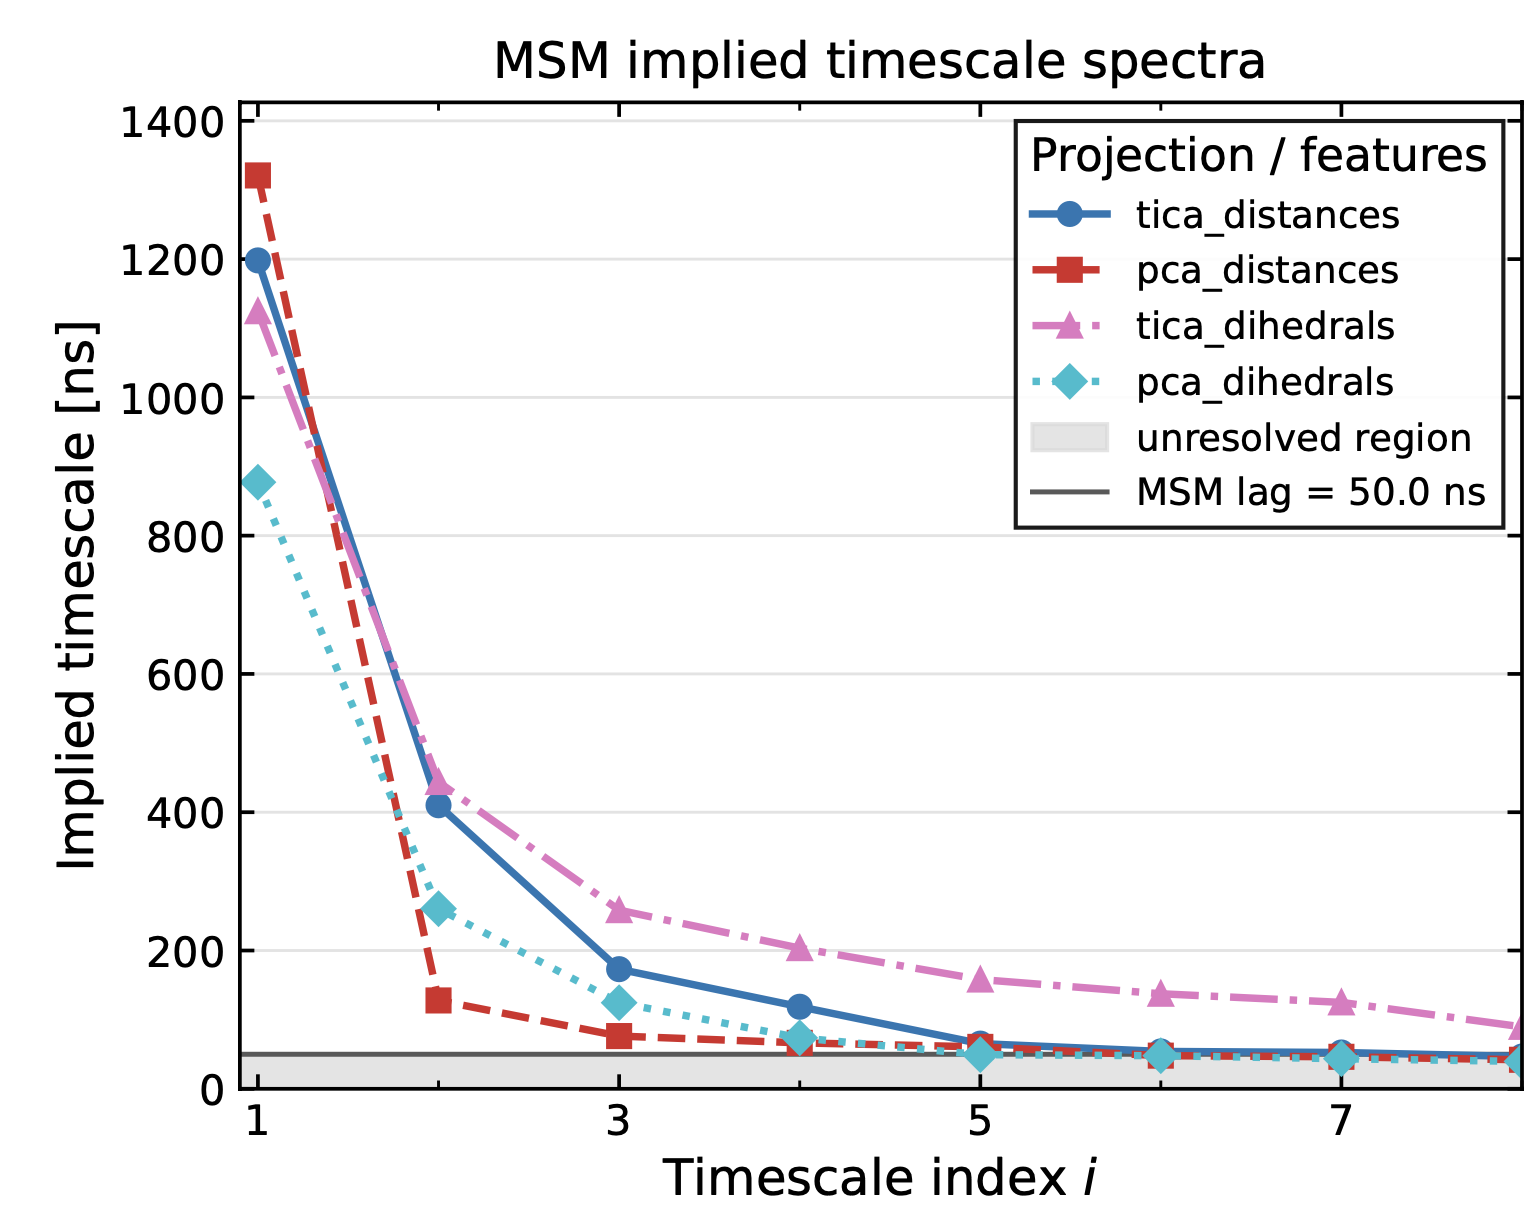 MSM implied timescale spectra
Implied timescale [ns]
1400
1200
1000
800
600
400
200
0
Projection / features
tica_distances
pca_distances
tica_dihedrals
pca_dihedrals
unresolved region
MSM lag = 50.0 ns
1 3 5 7
Timescale index i